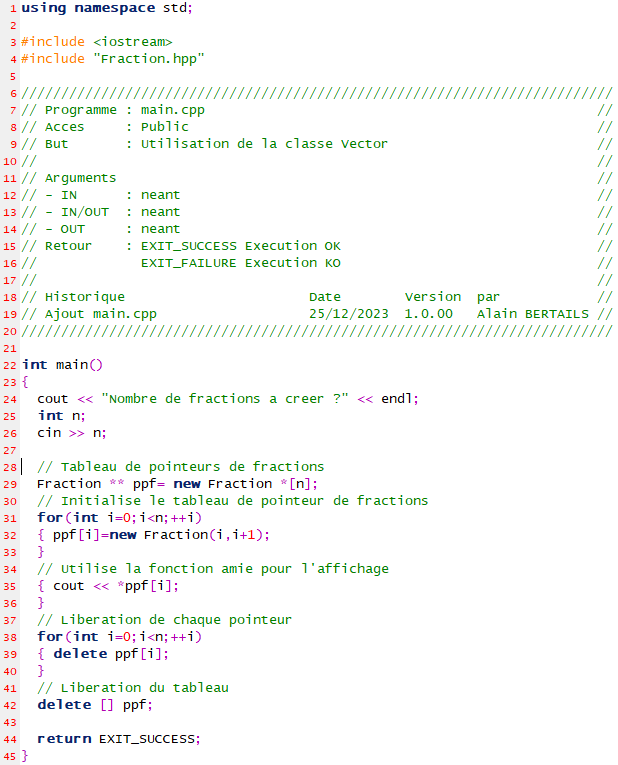 1 using namespace std;
2
3 #include <iostream>
4 #include "Fraction.hpp"
5
6 //////////////////////////////////////////////////////////////////////////
7 // Programme : main.cpp                                                 //
8 // Acces     : Public                                                   //
9 // But       : Utilisation de la classe Vector                          //
10 //                                                                      //
11 // Arguments                                                            //
12 // - IN      : neant                                                    //
13 // - IN/OUT  : neant                                                    //
14 // - OUT     : neant                                                    //
15 // Retour    : EXIT_SUCCESS Execution OK                                //
16 //             EXIT_FAILURE Execution KO                                //
17 //                                                                      //
18 // Historique                       Date        Version  par            //
19 // Ajout main.cpp                   25/12/2023  1.0.00   Alain BERTAILS //
20 //////////////////////////////////////////////////////////////////////////
21
22 int main()
23 {
24   cout << "Nombre de fractions a creer ?" << endl;
25   int n;
26   cin >> n;
27
28   // Tableau de pointeurs de fractions
29   Fraction ** ppf= new Fraction *[n];
30   // Initialise le tableau de pointeur de fractions
31   for(int i=0;i<n;++i)
32   { ppf[i]=new Fraction(i,i+1);
33   }
34   // Utilise la fonction amie pour l'affichage
35   { cout << *ppf[i];
36   }
37   // Liberation de chaque pointeur
38   for(int i=0;i<n;++i)
39   { delete ppf[i];
40   }
41   // Liberation du tableau
42   delete [] ppf;
43
44   return EXIT_SUCCESS;
45 }